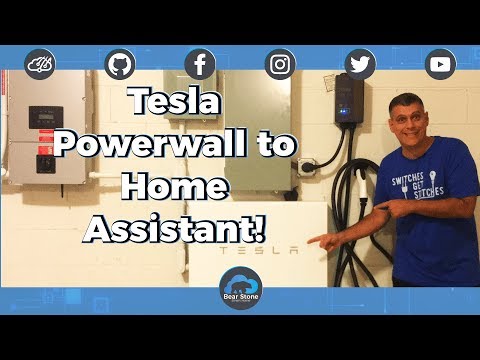 Tesla
Powerwall to
Home
Assistant!
TESLA
SWITCHES
GET
STITCHES
Bear Stone